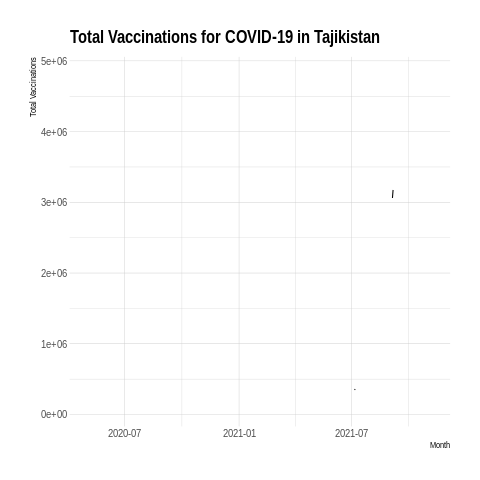 Total Vaccinations for COVID-19 in Tajikistan
Total Vaccinations
5e+06
4e+06
3e+06
2e+06
1e+06
0e+00
2020-07 2021-01 2021-07
Month